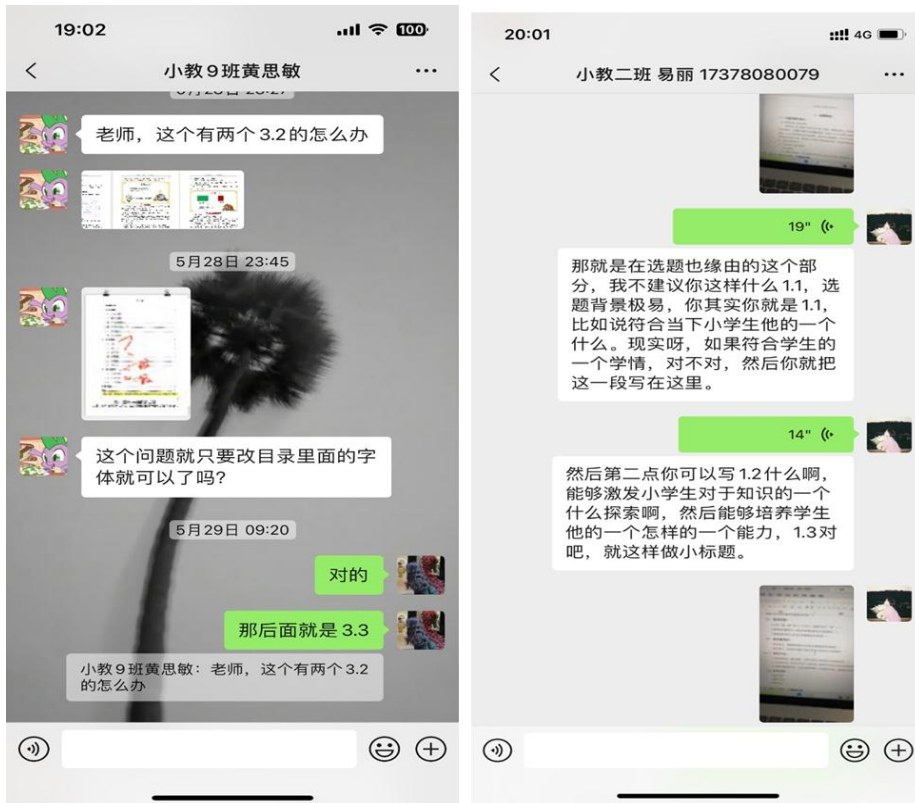 19:02
100
小教9班黄思敏
老师，这个有两个3.2的怎么办
5月28日 23:45
这个问题就只要改目录里面的字
体就可以了吗?
5月29日 09:20
对的
那后面就是3.3
小教9班黄思敏：老师，这个有两个3.2
的怎么办
20:01
4G
小教二班 易丽 17378080079
19"
那就是在选题也缘由的这个部
分，我不建议你这样什么1.1，选
题背景极易，你其实你就是1.1，
比如说符合当下小学生他的一个
什么。现实呀，如果符合学生的
一个学情，对不对，然后你就把
这一段写在这里。
14"
然后第二点你可以写1.2什么啊，
能够激发小学生对于知识的一个
什么探索啊，然后能够培养学生
他的一个怎样的一个能力，1.3对
吧，就这样做小标题。